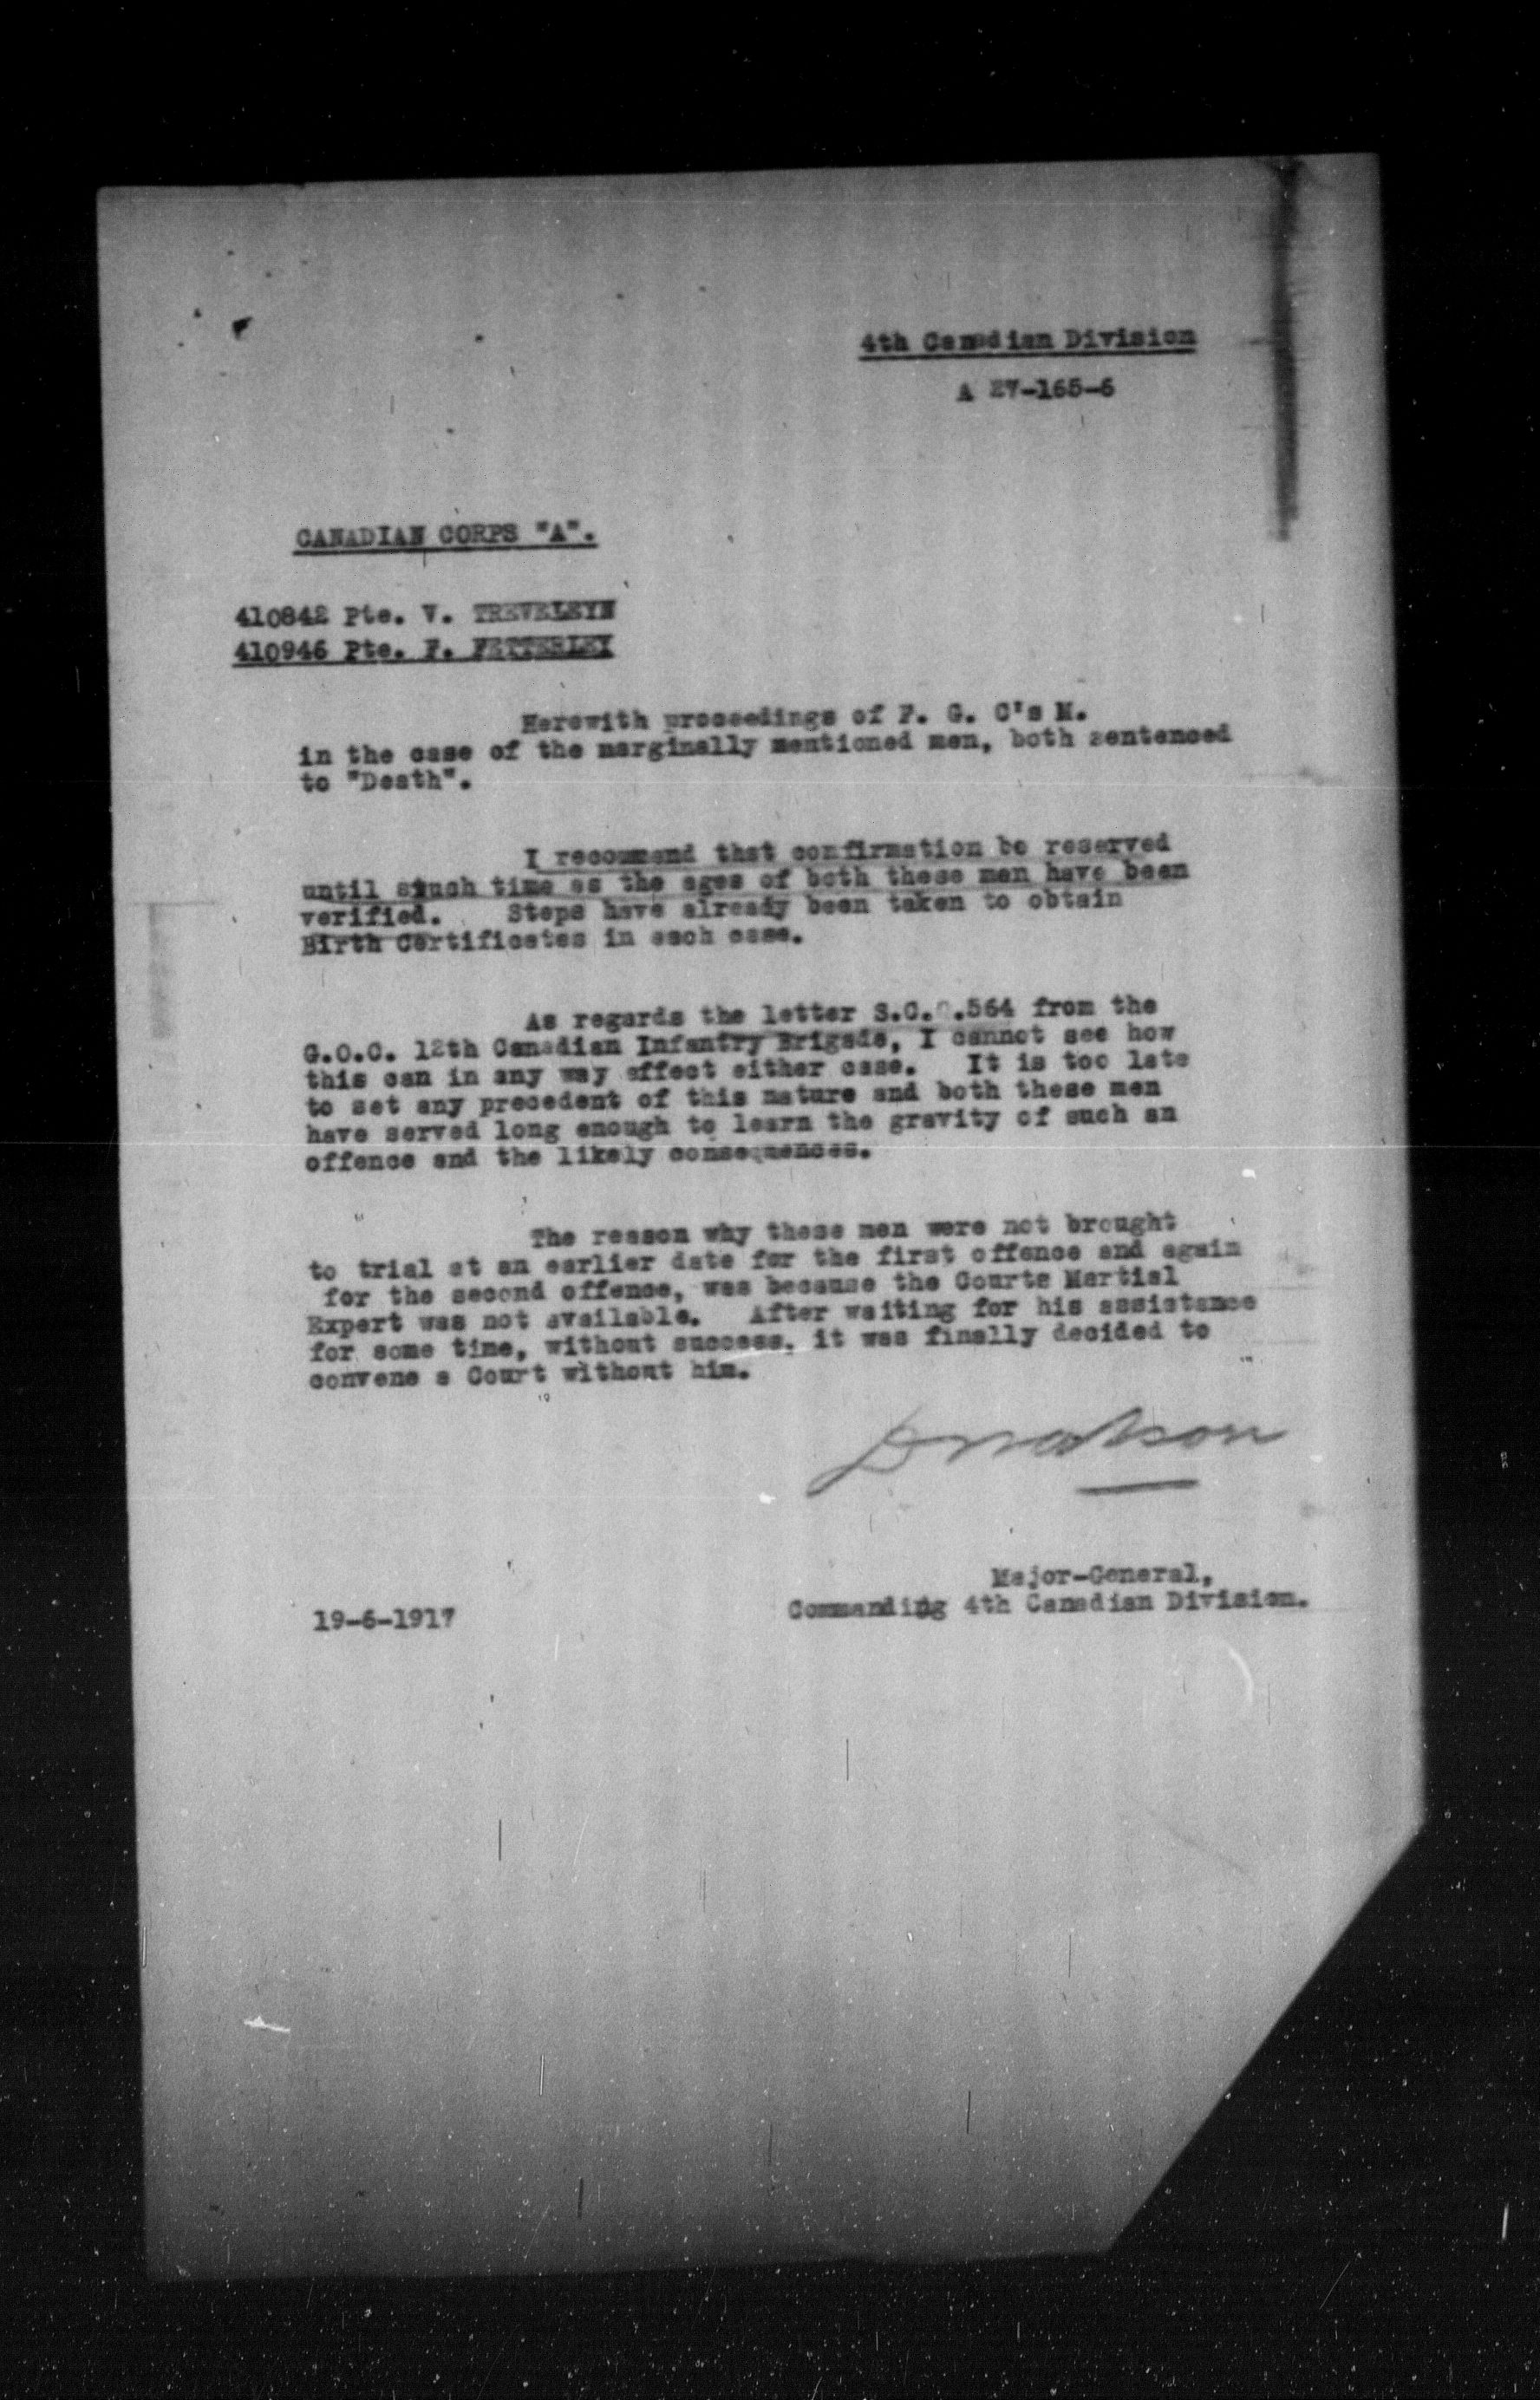 4th Canadian Division
A EV-165-6
CANADIAN CORPS "A".
410842 Pte. V. TREVELEYN
410946 Pte. F. FETTERLEY
Herewith proceedings of F. G. C's M.
in the case of the marginally mentioned men, both sentenced
to "Death".
I recommend that confirmation be reserved
until such time as the ages of both these men have been
verified. Steps have already been taken to obtain
Birth Certificates in each case.
As regards the letter S.C. .564 from the
G.O.C. 12th Canadian Infantry Brigade, I cannot see how
this can in any way affect either case. It is too late
to set any precedent of this nature and both these men
have served long enough to learn the gravity of such an
offence and the likely consequences.
The reason why these men were not brought
to trial at an earlier date for the first offence and again
for the second offence, was because the Courts Martial
Expert was not available. After waiting for his assistance
for some time, without success, it was finally decided to
convene a Court without him.
DWatson
Major-General,
Commanding 4th Canadian Division.
19-6-1917